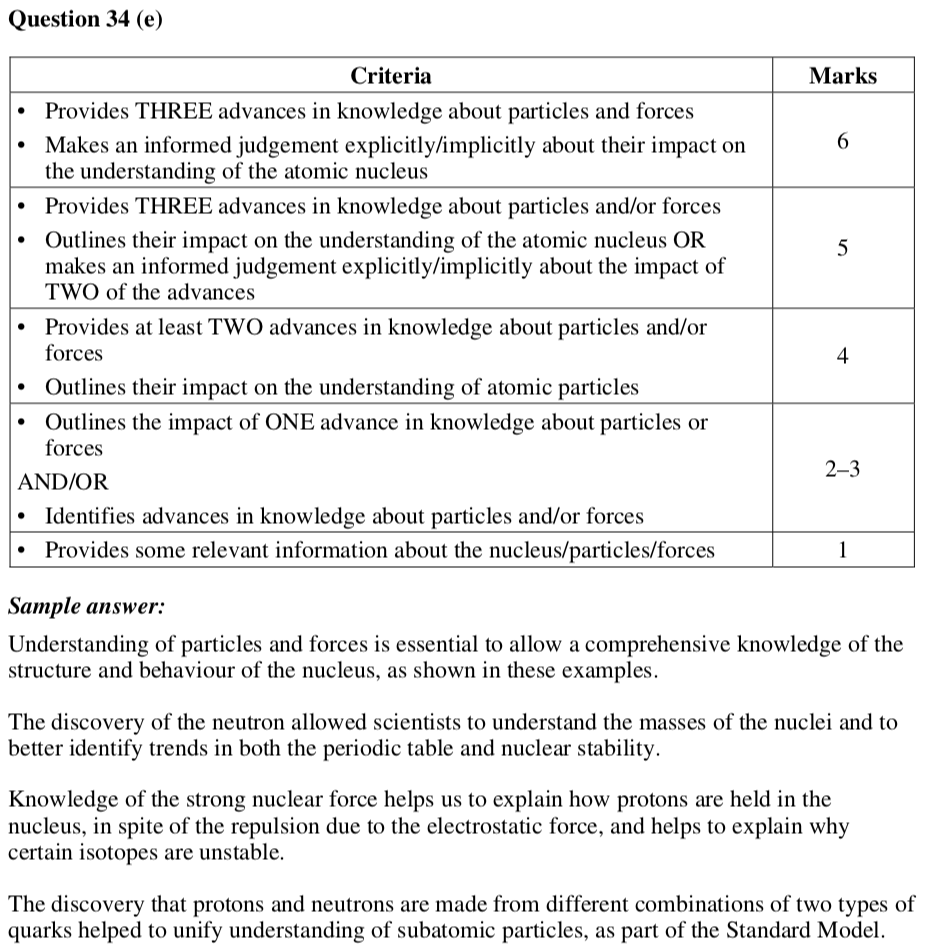 Question 34 (e)
Criteria Marks
• Provides THREE advances in knowledge about particles and forces
• Makes an informed judgement explicitly/implicitly about their impact on
the understanding of the atomic nucleus
6
• Provides THREE advances in knowledge about particles and/or forces
• Outlines their impact on the understanding of the atomic nucleus OR
makes an informed judgement explicitly/implicitly about the impact of
TWO of the advances
5
• Provides at least TWO advances in knowledge about particles and/or
forces
• Outlines their impact on the understanding of atomic particles
4
• Outlines the impact of ONE advance in knowledge about particles or
forces
AND/OR
• Identifies advances in knowledge about particles and/or forces
2–3
• Provides some relevant information about the nucleus/particles/forces
1
Sample answer:
Understanding of particles and forces is essential to allow a comprehensive knowledge of the
structure and behaviour of the nucleus, as shown in these examples.
The discovery of the neutron allowed scientists to understand the masses of the nuclei and to
better identify trends in both the periodic table and nuclear stability.
Knowledge of the strong nuclear force helps us to explain how protons are held in the
nucleus, in spite of the repulsion due to the electrostatic force, and helps to explain why
certain isotopes are unstable.
The discovery that protons and neutrons are made from different combinations of two types of
quarks helped to unify understanding of subatomic particles, as part of the Standard Model.